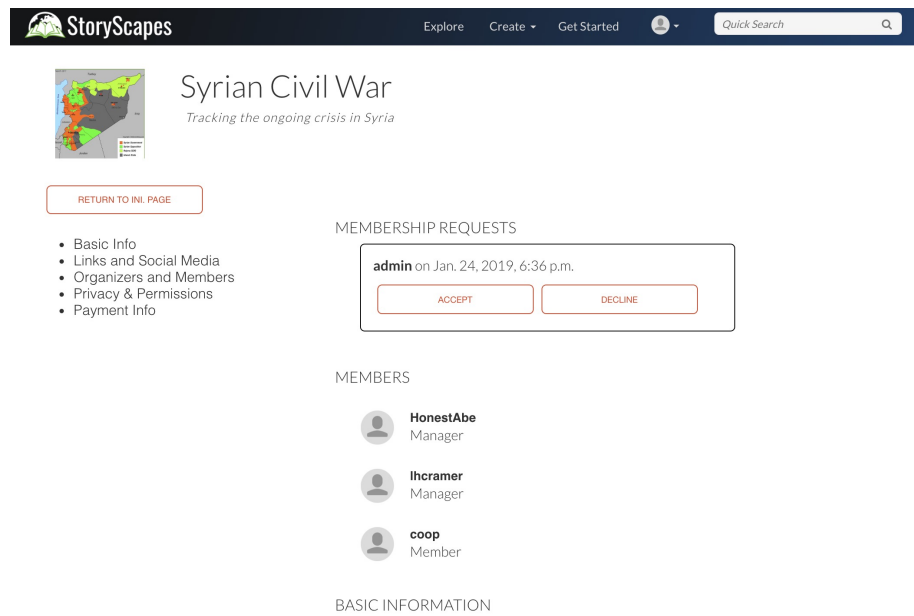 StoryScapes
Explore Create Get Started Quick Search
Syrian Civil War
Tracking the ongoing crisis in Syria
RETURN TO INI. PAGE
• Basic Info
• Links and Social Media
• Organizers and Members
• Privacy & Permissions
• Payment Info
MEMBERSHIP REQUESTS
admin on Jan. 24, 2019, 6:36 p.m.
ACCEPT DECLINE
MEMBERS
HonestAbe
Manager
lhcramer
Manager
coop
Member
BASIC INFORMATION